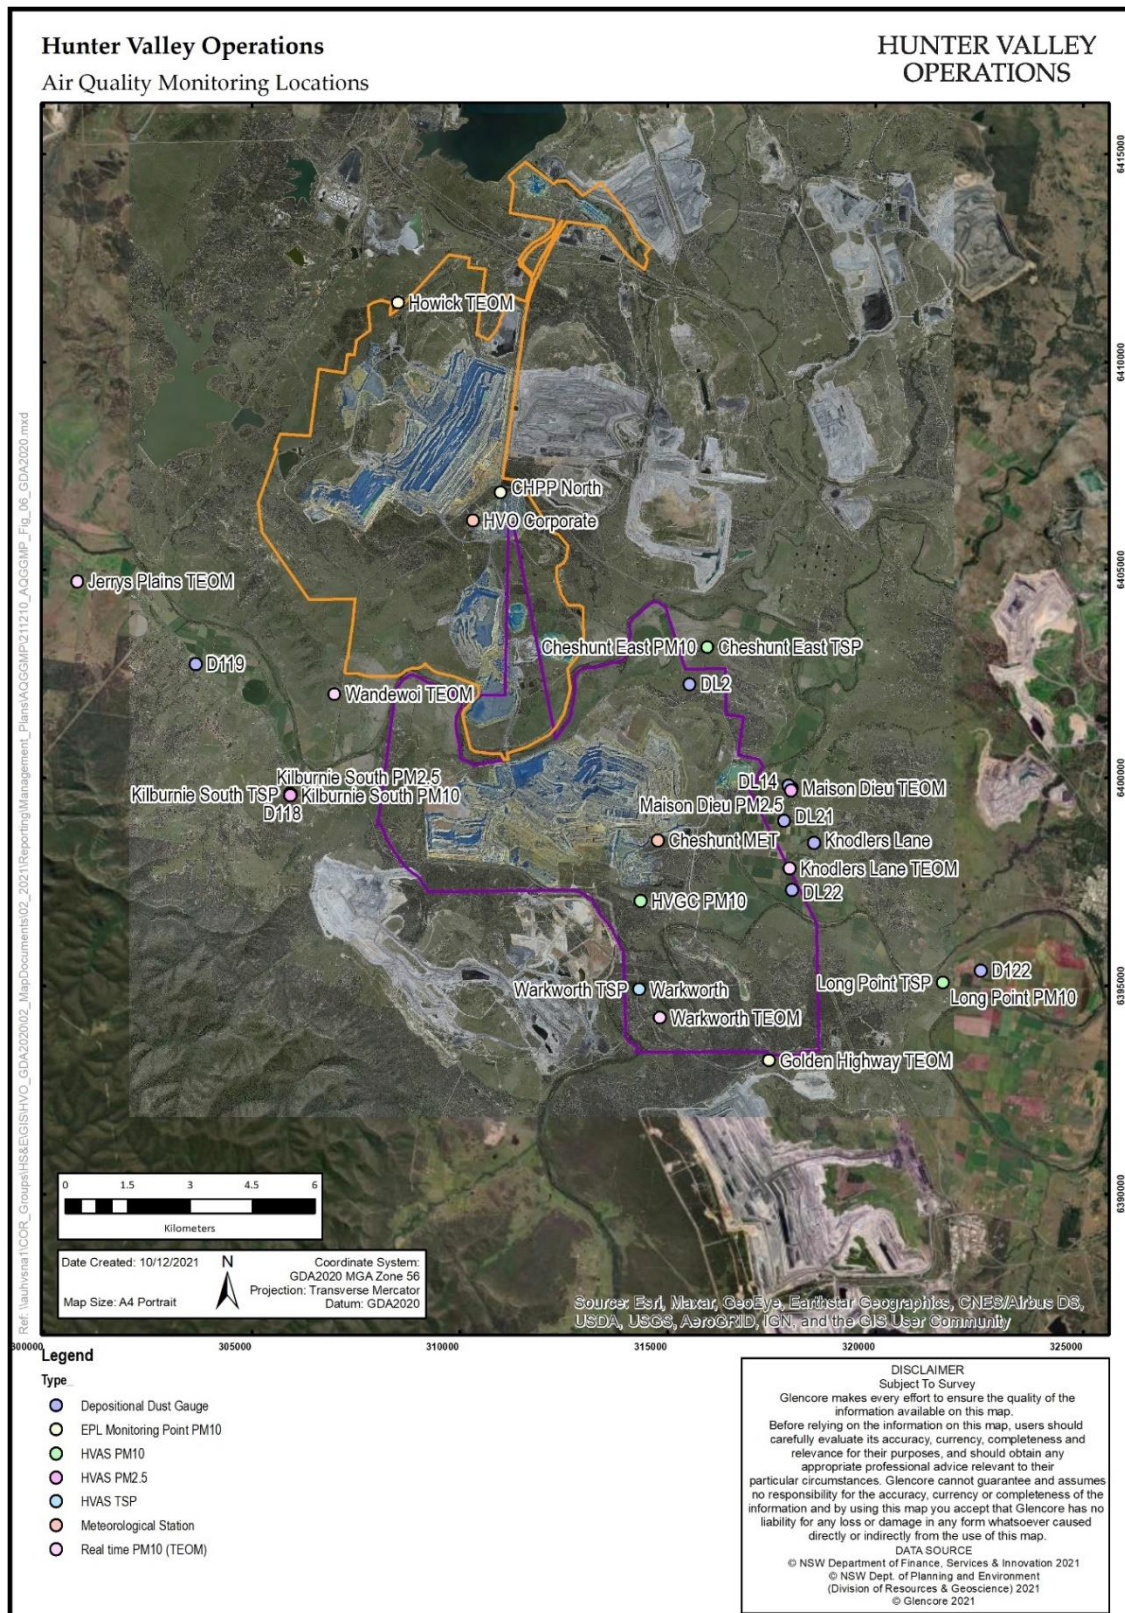 Hunter Valley Operations
Air Quality Monitoring Locations
HUNTER VALLEY
OPERATIONS
Howick TEOM
CHPP North
HVO Corporate
Jerrys Plains TEOM
D119
Wandewoi TEOM
Cheshunt East PM10
Cheshunt East TSP
DL2
Kilburnie South PM2,5
Kilburnie South TSP
Kilburnie South PM10
D118
DL14
Maison Dieu TEOM
Maison Dieu PM2.5
DL21
Cheshunt MET
Knodlers Lane
Knodlers Lane TEOM
DL22
HVGC PM10
D122
Long Point TSP
Long Point PM10
Warkworth TSP
Warkworth
Warkworth TEOM
Golden Highway TEOM
6415000
6410000
6405000
6400000
6395000
6390000
Ref: \\auhvsna1\COR_Groups\HS&E\GIS\HVO_GDA2020\02_MapDocuments\02_2021\Reporting\Management_Plans\AQGGMP\211210_AQGGMP_Fig_06_GDA2020.mxd
0 1.5 3 4.5 6
Kilometers
Date Created: 10/12/2021
Map Size: A4 Portrait
N
Coordinate System:
GDA2020 MGA Zone 56
Projection: Transverse Mercator
Datum: GDA2020
Source: Esri, Maxar, GeoEye, Earthstar Geographics, CNES/Airbus DS,
USDA, USGS, AeroGRID, IGN, and the GIS User Community
300000 305000 310000 315000 320000 325000
Legend
Type
Depositional Dust Gauge
EPL Monitoring Point PM10
HVAS PM10
HVAS PM2.5
HVAS TSP
Meteorological Station
Real time PM10 (TEOM)
DISCLAIMER
Subject To Survey
Glencore makes every effort to ensure the quality of the
information available on this map.
Before relying on the information on this map, users should
carefully evaluate its accuracy, currency, completeness and
relevance for their purposes, and should obtain any
appropriate professional advice relevant to their
particular circumstances. Glencore cannot guarantee and assumes
no responsibility for the accuracy, currency or completeness of the
information and by using this map you accept that Glencore has no
liability for any loss or damage in any form whatsoever caused
directly or indirectly from the use of this map.
DATA SOURCE
© NSW Department of Finance, Services & Innovation 2021
© NSW Dept. of Planning and Environment
(Division of Resources & Geoscience) 2021
© Glencore 2021